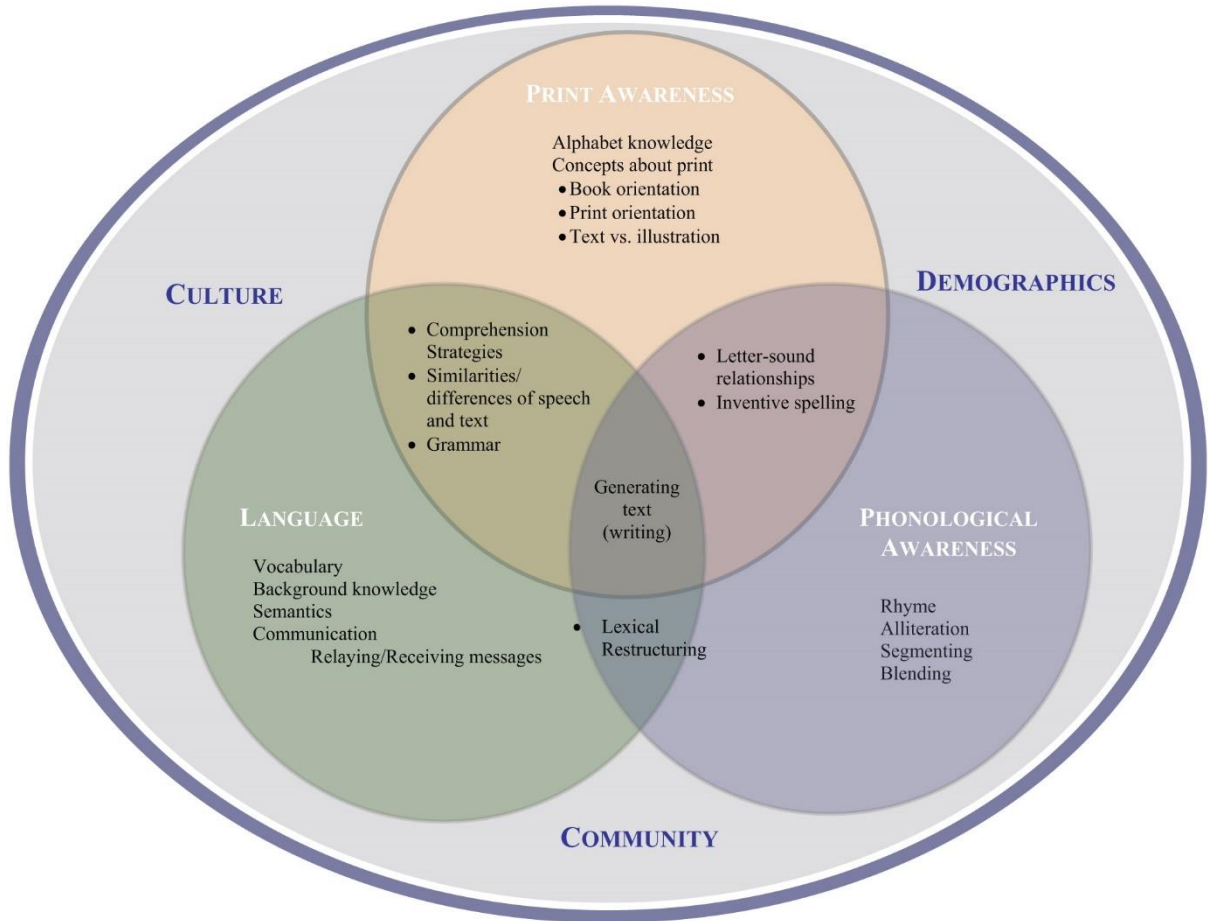 PRINT AWARENESS
Alphabet knowledge
Concepts about print
• Book orientation
• Print orientation
• Text vs. illustration
CULTURE
DEMOGRAPHICS
• Comprehension
Strategies
• Similarities/
differences of speech
and text
• Grammar
• Letter-sound
relationships
• Inventive spelling
Generating
text
(writing)
LANGUAGE
Vocabulary
Background knowledge
Semantics
Communication
Relaying/Receiving messages
PHONOLOGICAL
AWARENESS
Rhyme
Alliteration
Segmenting
Blending
• Lexical
Restructuring
COMMUNITY